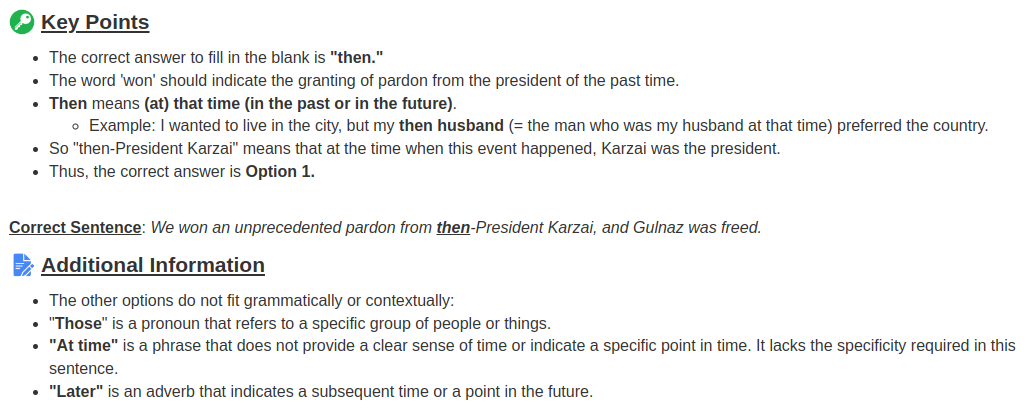 Key Points
• The correct answer to fill in the blank is "then."
• The word 'won' should indicate the granting of pardon from the president of the past time.
• Then means (at) that time (in the past or in the future).
○ Example: I wanted to live in the city, but my then husband (= the man who was my husband at that time) preferred the country.
• So "then-President Karzai" means that at the time when this event happened, Karzai was the president.
• Thus, the correct answer is Option 1.
Correct Sentence: We won an unprecedented pardon from then-President Karzai, and Gulnaz was freed.
Additional Information
• The other options do not fit grammatically or contextually:
• "Those" is a pronoun that refers to a specific group of people or things.
• "At time" is a phrase that does not provide a clear sense of time or indicate a specific point in time. It lacks the specificity required in this
sentence.
• "Later" is an adverb that indicates a subsequent time or a point in the future.